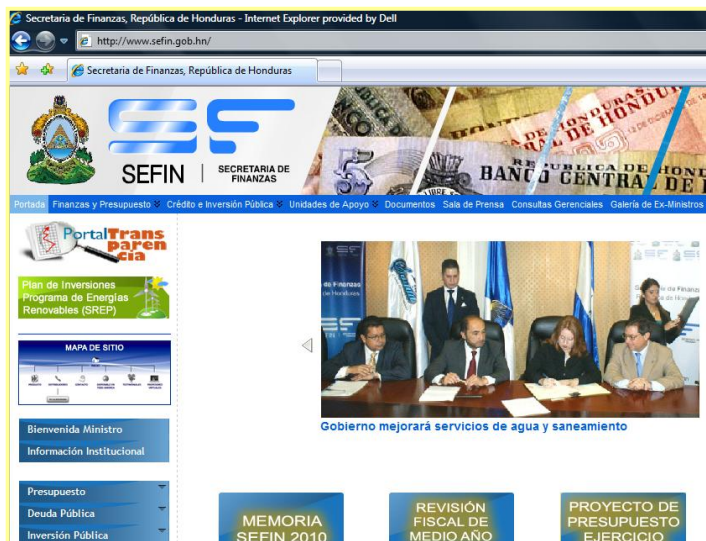 Secretaria de Finanzas, República de Honduras - Internet Explorer provided by Dell
http://www.sefin.gob.hn/
Secretaria de Finanzas, República de Honduras
SEFIN
SECRETARIA DE
FINANZAS
BANCO CENTRAL DE
Portada Finanzas y Presupuesto Crédito e Inversión Pública Unidades de Apoyo Documentos Sala de Prensa Consultas Gerenciales Galería de Ex-Ministros
PortalTrans
paren
cia
Plan de Inversiones
Programa de Energías
Renovables (SREP)
MAPA DE SITIO
Gobierno mejorará servicios de agua y saneamiento
Bienvenida Ministro
Información Institucional
Presupuesto
Deuda Pública
Inversión Pública
MEMORIA
SEFIN 2010
REVISIÓN
FISCAL DE
MEDIO AÑO
PROYECTO DE
PRESUPUESTO
EJERCICIO